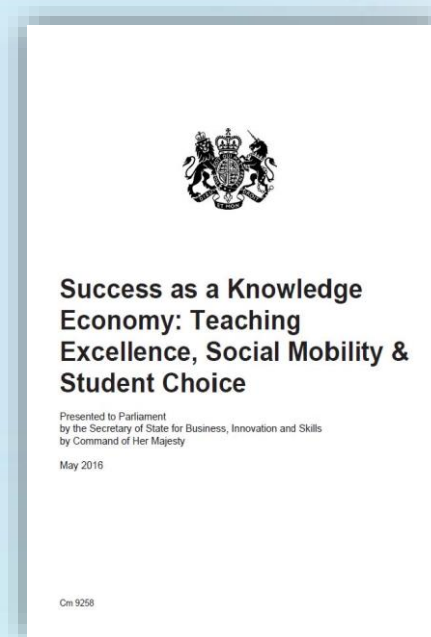 Success as a Knowledge
Economy: Teaching
Excellence, Social Mobility &
Student Choice
Presented to Parliament
by the Secretary of State for Business, Innovation and Skills
by Command of Her Majesty
May 2016
Cm 9258